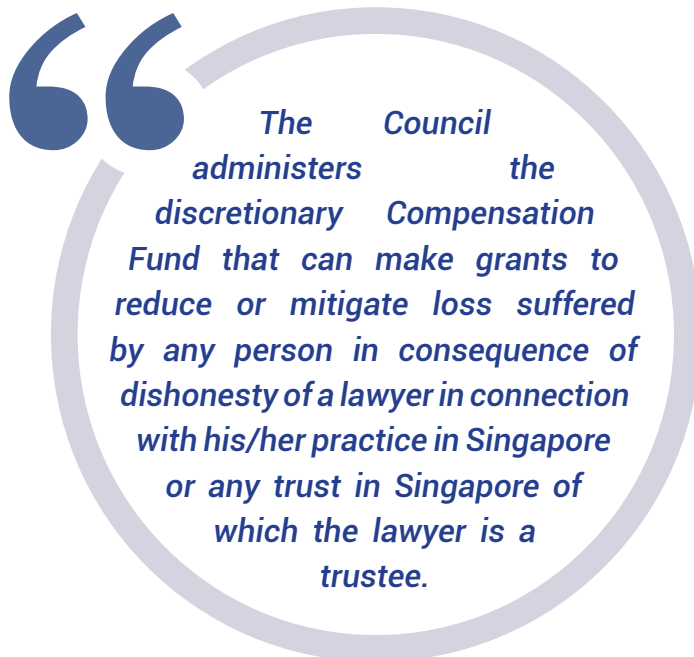 The Council
administers the
discretionary Compensation
Fund that can make grants to
reduce or mitigate loss suffered
by any person in consequence of
dishonesty of a lawyer in connection
with his/her practice in Singapore
or any trust in Singapore of
which the lawyer is a
trustee.